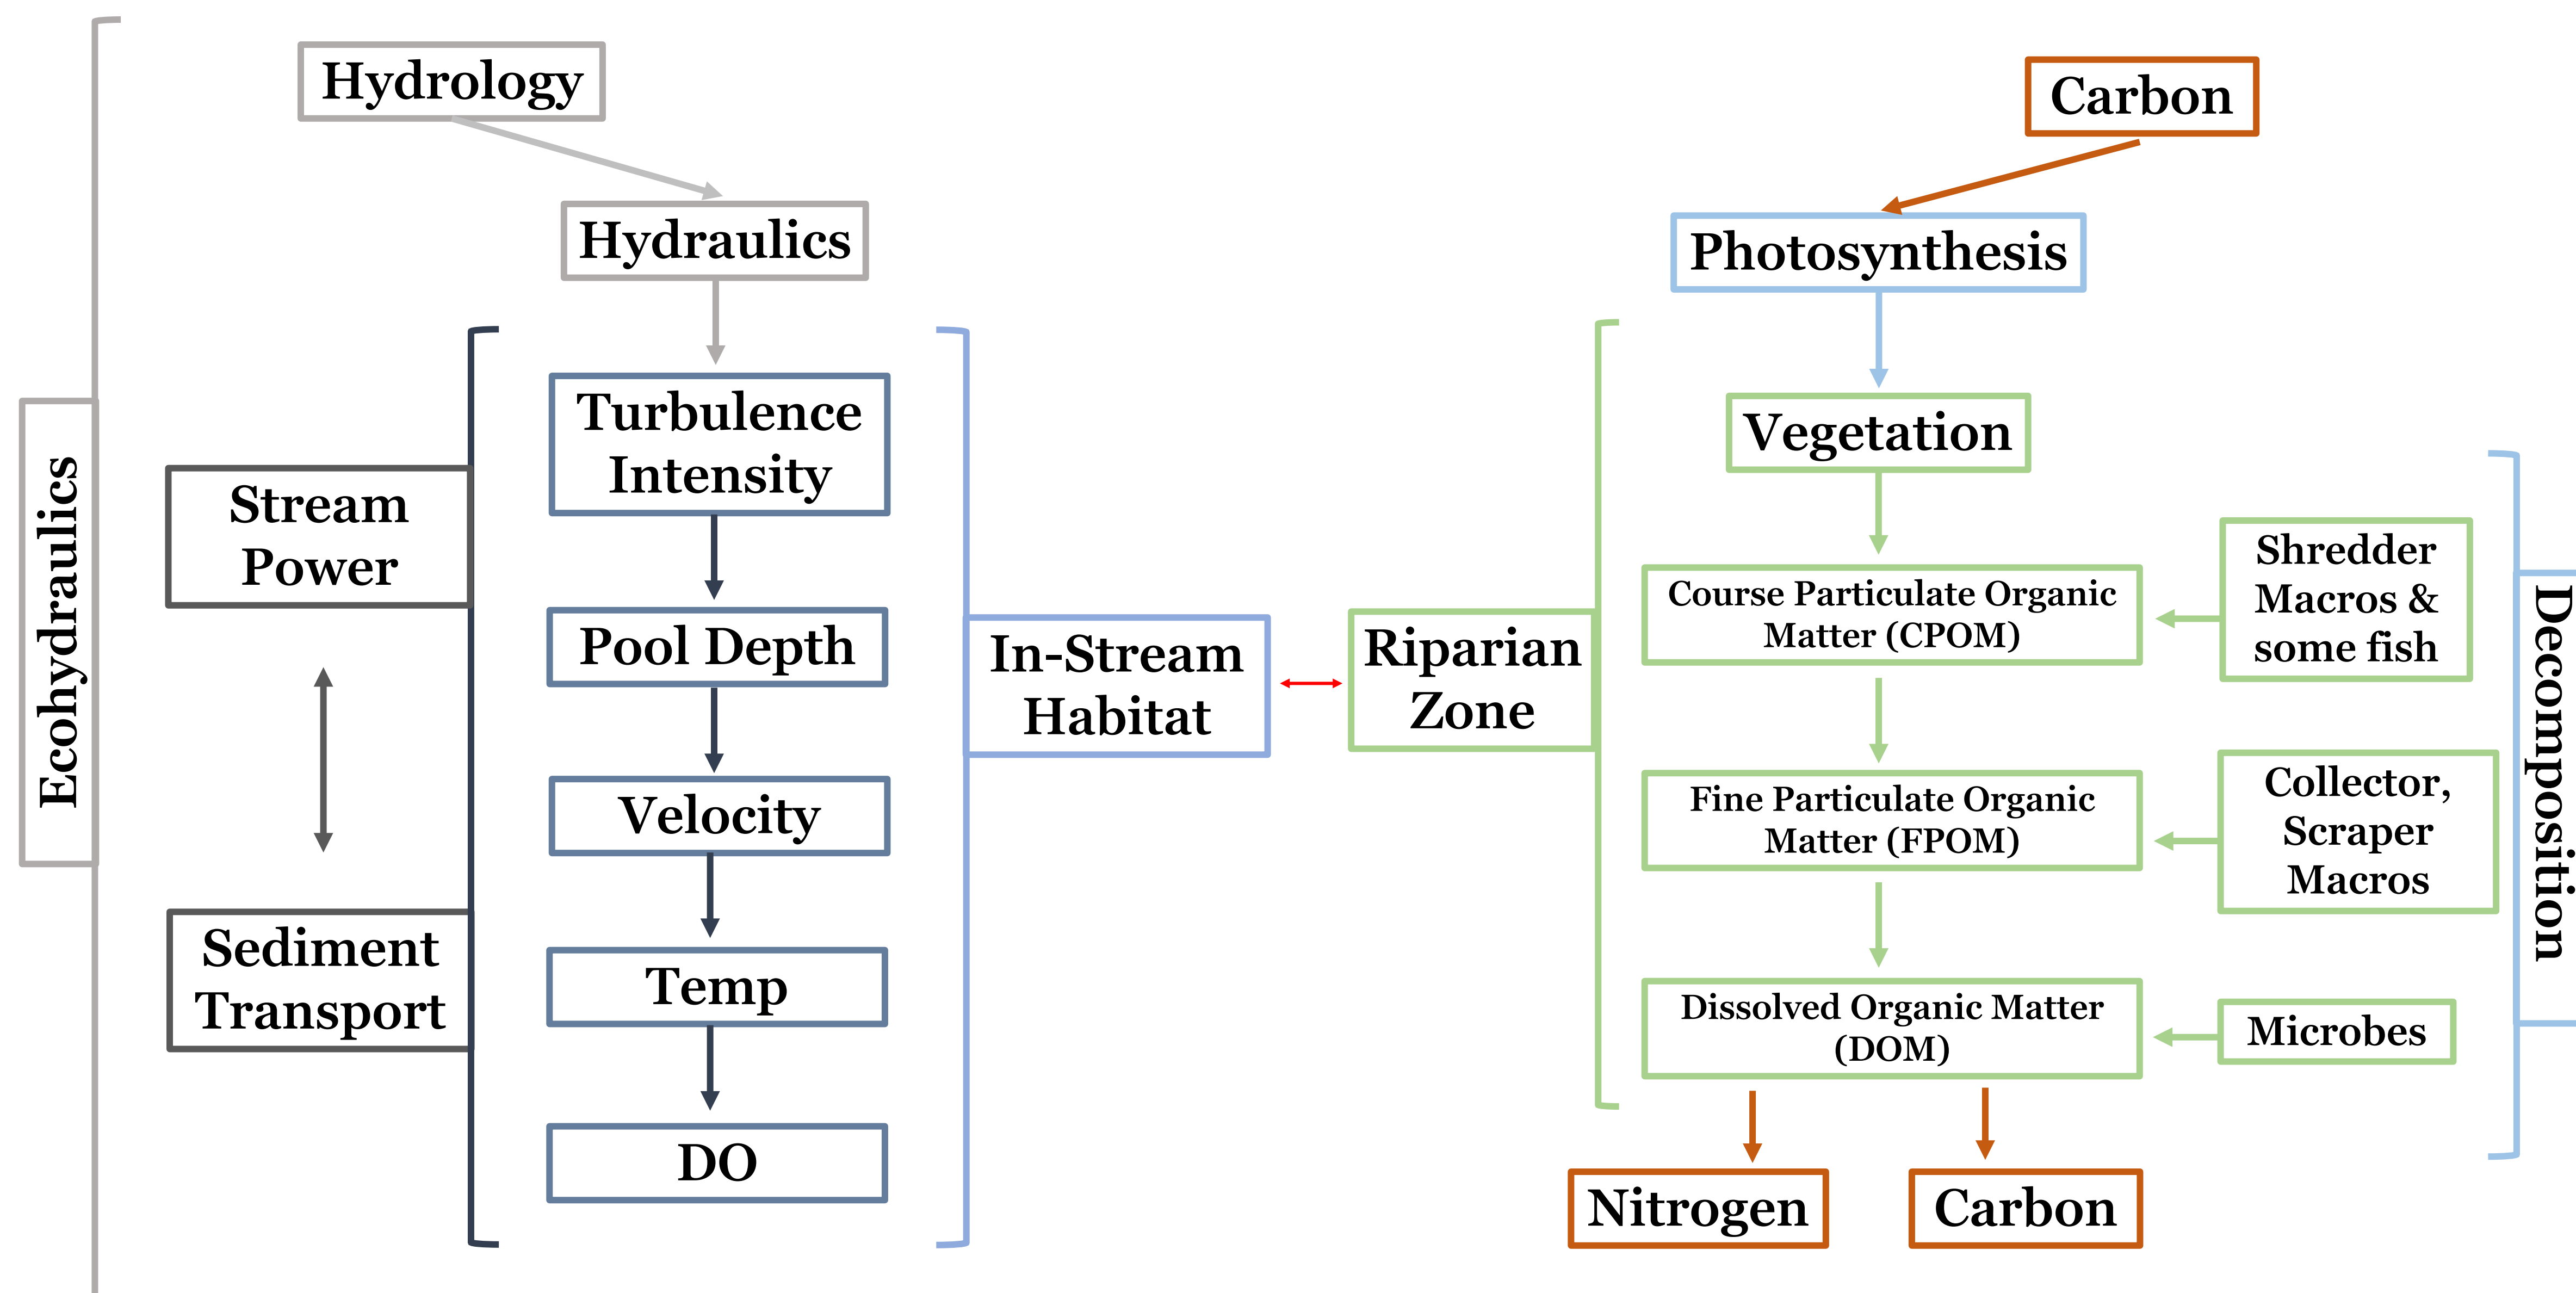 Ecohydraulics
Hydrology
Hydraulics
Stream
Power
Sediment
Transport
Turbulence
Intensity
Pool Depth
Velocity
Temp
DO
In-Stream
Habitat
Riparian
Zone
Carbon
Photosynthesis
Vegetation
Course Particulate Organic
Matter (CPOM)
Fine Particulate Organic
Matter (FPOM)
Dissolved Organic Matter
(DOM)
Nitrogen
Carbon
Shredder
Macros &
some fish
Collector,
Scraper
Macros
Microbes
Decomposition